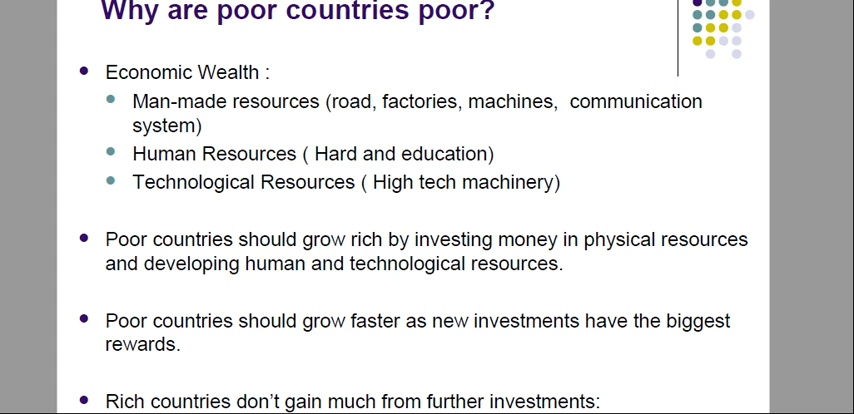 Why are poor countries poor?
Economic Wealth :
Man-made resources (road, factories, machines, communication
system)
Human Resources ( Hard and education)
Technological Resources ( High tech machinery)
Poor countries should grow rich by investing money in physical resources
and developing human and technological resources.
Poor countries should grow faster as new investments have the biggest
rewards.
Rich countries don’t gain much from further investments: